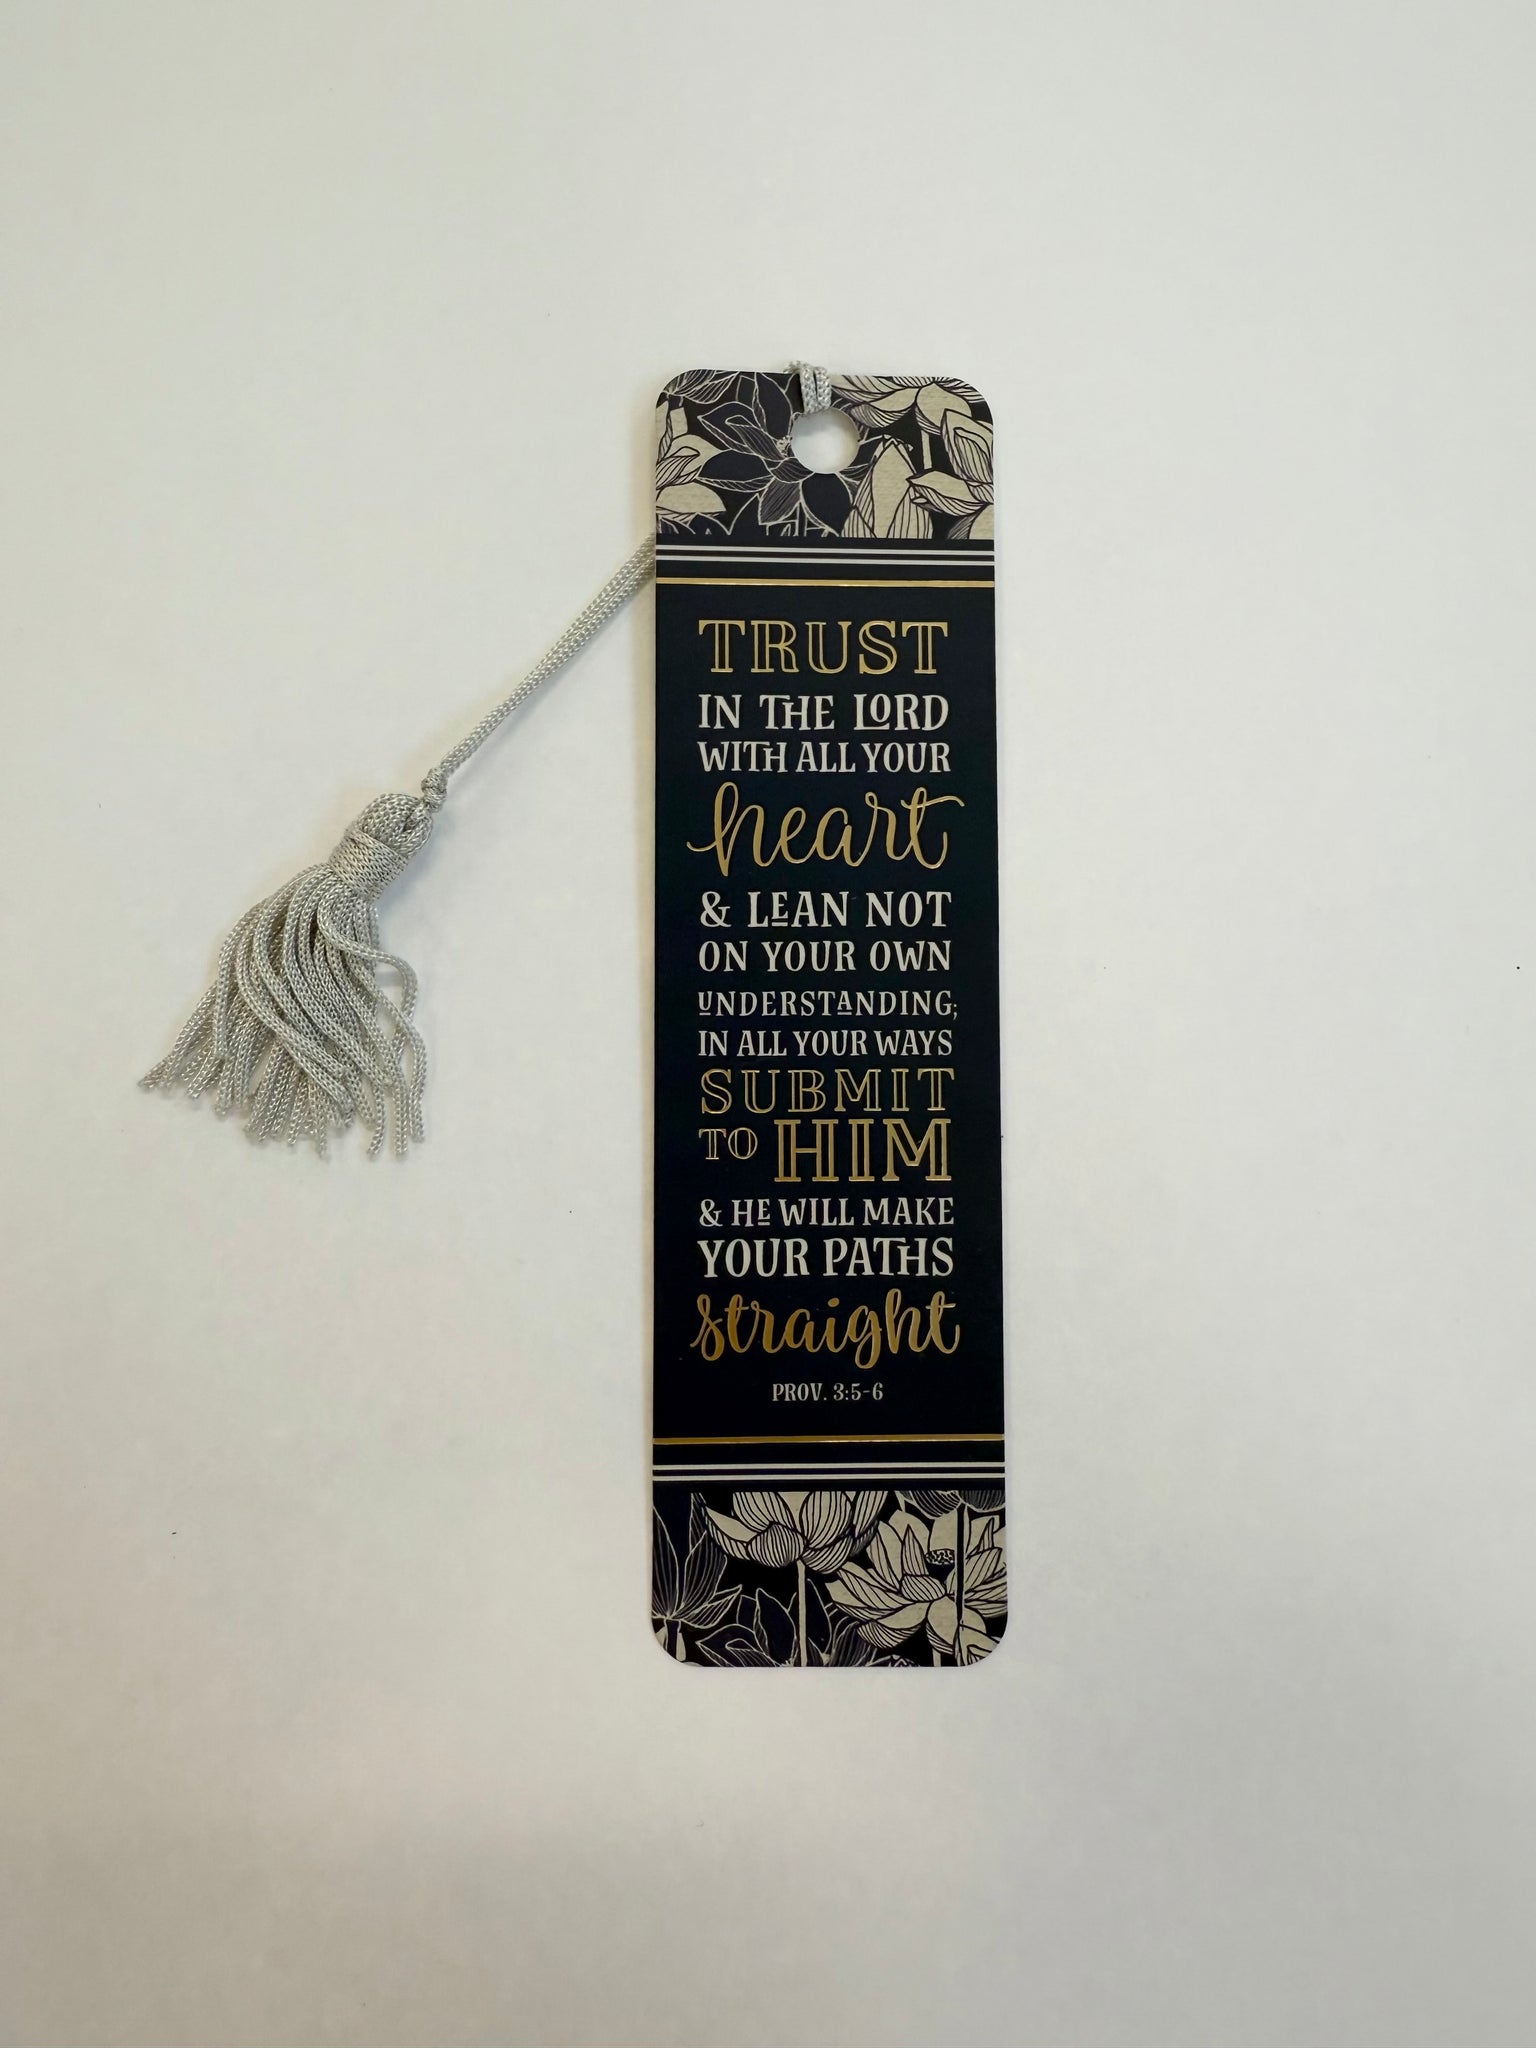 TRUST
IN THE LORD
WITH ALL YOUR
heart
& LEAN NOT
ON YOUR OWN
UNDERSTANDING;
IN ALL YOUR WAYS
SUBMIT
TO HIM
& HE WILL MAKE
YOUR PATHS
straight
PROV. 3:5-6